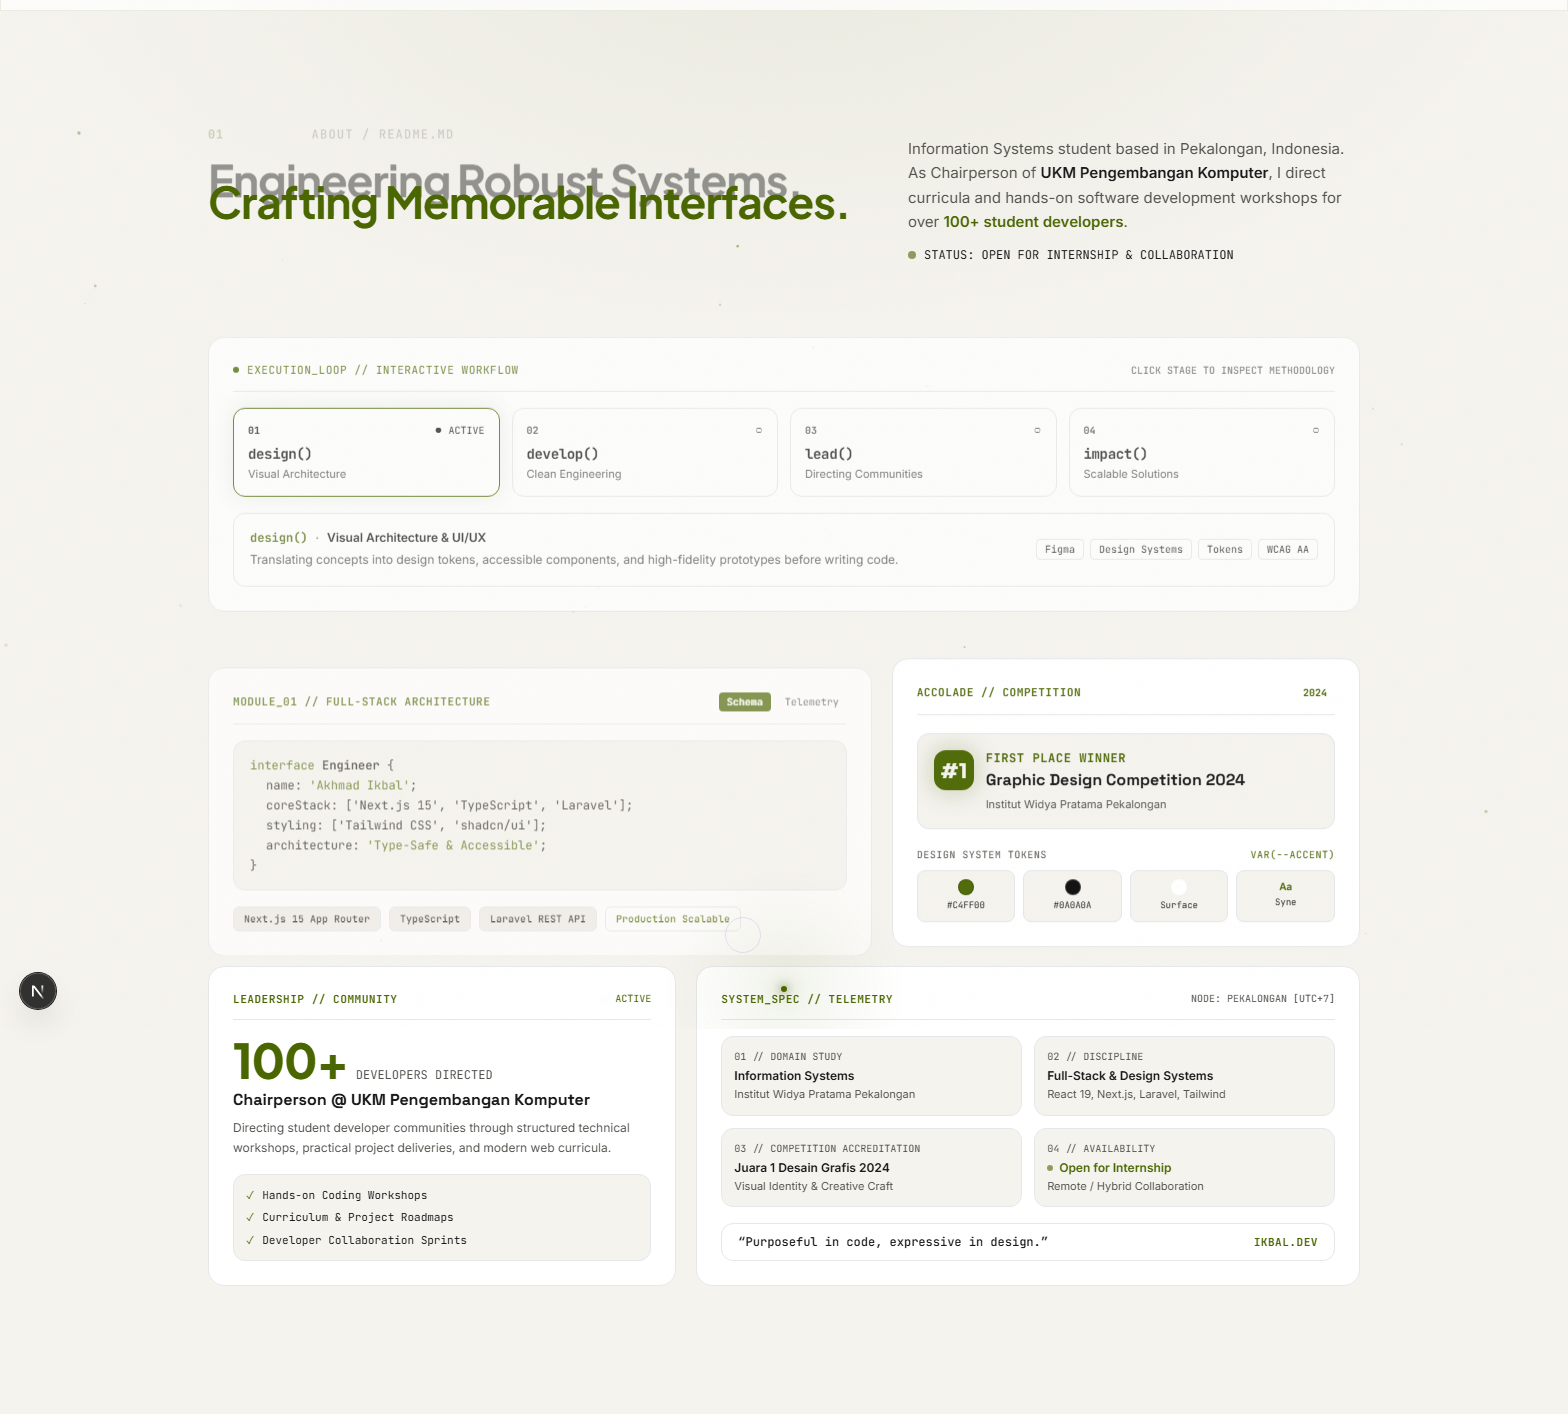 01 ABOUT / README.MD
Engineering Robust Systems.
Crafting Memorable Interfaces.
Information Systems student based in Pekalongan, Indonesia.
As Chairperson of UKM Pengembangan Komputer, I direct
curricula and hands-on software development workshops for
over 100+ student developers.
STATUS: OPEN FOR INTERNSHIP & COLLABORATION
EXECUTION_LOOP // INTERACTIVE WORKFLOW
CLICK STAGE TO INSPECT METHODOLOGY
01 ACTIVE
design()
Visual Architecture
02
develop()
Clean Engineering
03
lead()
Directing Communities
04
impact()
Scalable Solutions
design() · Visual Architecture & UI/UX
Translating concepts into design tokens, accessible components, and high-fidelity prototypes before writing code.
Figma Design Systems Tokens WCAG AA
MODULE_01 // FULL-STACK ARCHITECTURE
Schema Telemetry
interface Engineer {
name: 'Akhmad Ikbal';
coreStack: ['Next.js 15', 'TypeScript', 'Laravel'];
styling: ['Tailwind CSS', 'shadcn/ui'];
architecture: 'Type-Safe & Accessible';
}
Next.js 15 App Router TypeScript Laravel REST API Production Scalable
ACCOLADE // COMPETITION
2024
#1
FIRST PLACE WINNER
Graphic Design Competition 2024
Institut Widya Pratama Pekalongan
DESIGN SYSTEM TOKENS
VAR(--ACCENT)
#C4FF00
#0A0A0A
Surface
Aa
Syne
N
LEADERSHIP // COMMUNITY
ACTIVE
100+ DEVELOPERS DIRECTED
Chairperson @ UKM Pengembangan Komputer
Directing student developer communities through structured technical
workshops, practical project deliveries, and modern web curricula.
✓ Hands-on Coding Workshops
✓ Curriculum & Project Roadmaps
✓ Developer Collaboration Sprints
SYSTEM_SPEC // TELEMETRY
NODE: PEKALONGAN [UTC+7]
01 // DOMAIN STUDY
Information Systems
Institut Widya Pratama Pekalongan
02 // DISCIPLINE
Full-Stack & Design Systems
React 19, Next.js, Laravel, Tailwind
03 // COMPETITION ACCREDITATION
Juara 1 Desain Grafis 2024
Visual Identity & Creative Craft
04 // AVAILABILITY
Open for Internship
Remote / Hybrid Collaboration
“Purposeful in code, expressive in design.”
IKBAL.DEV